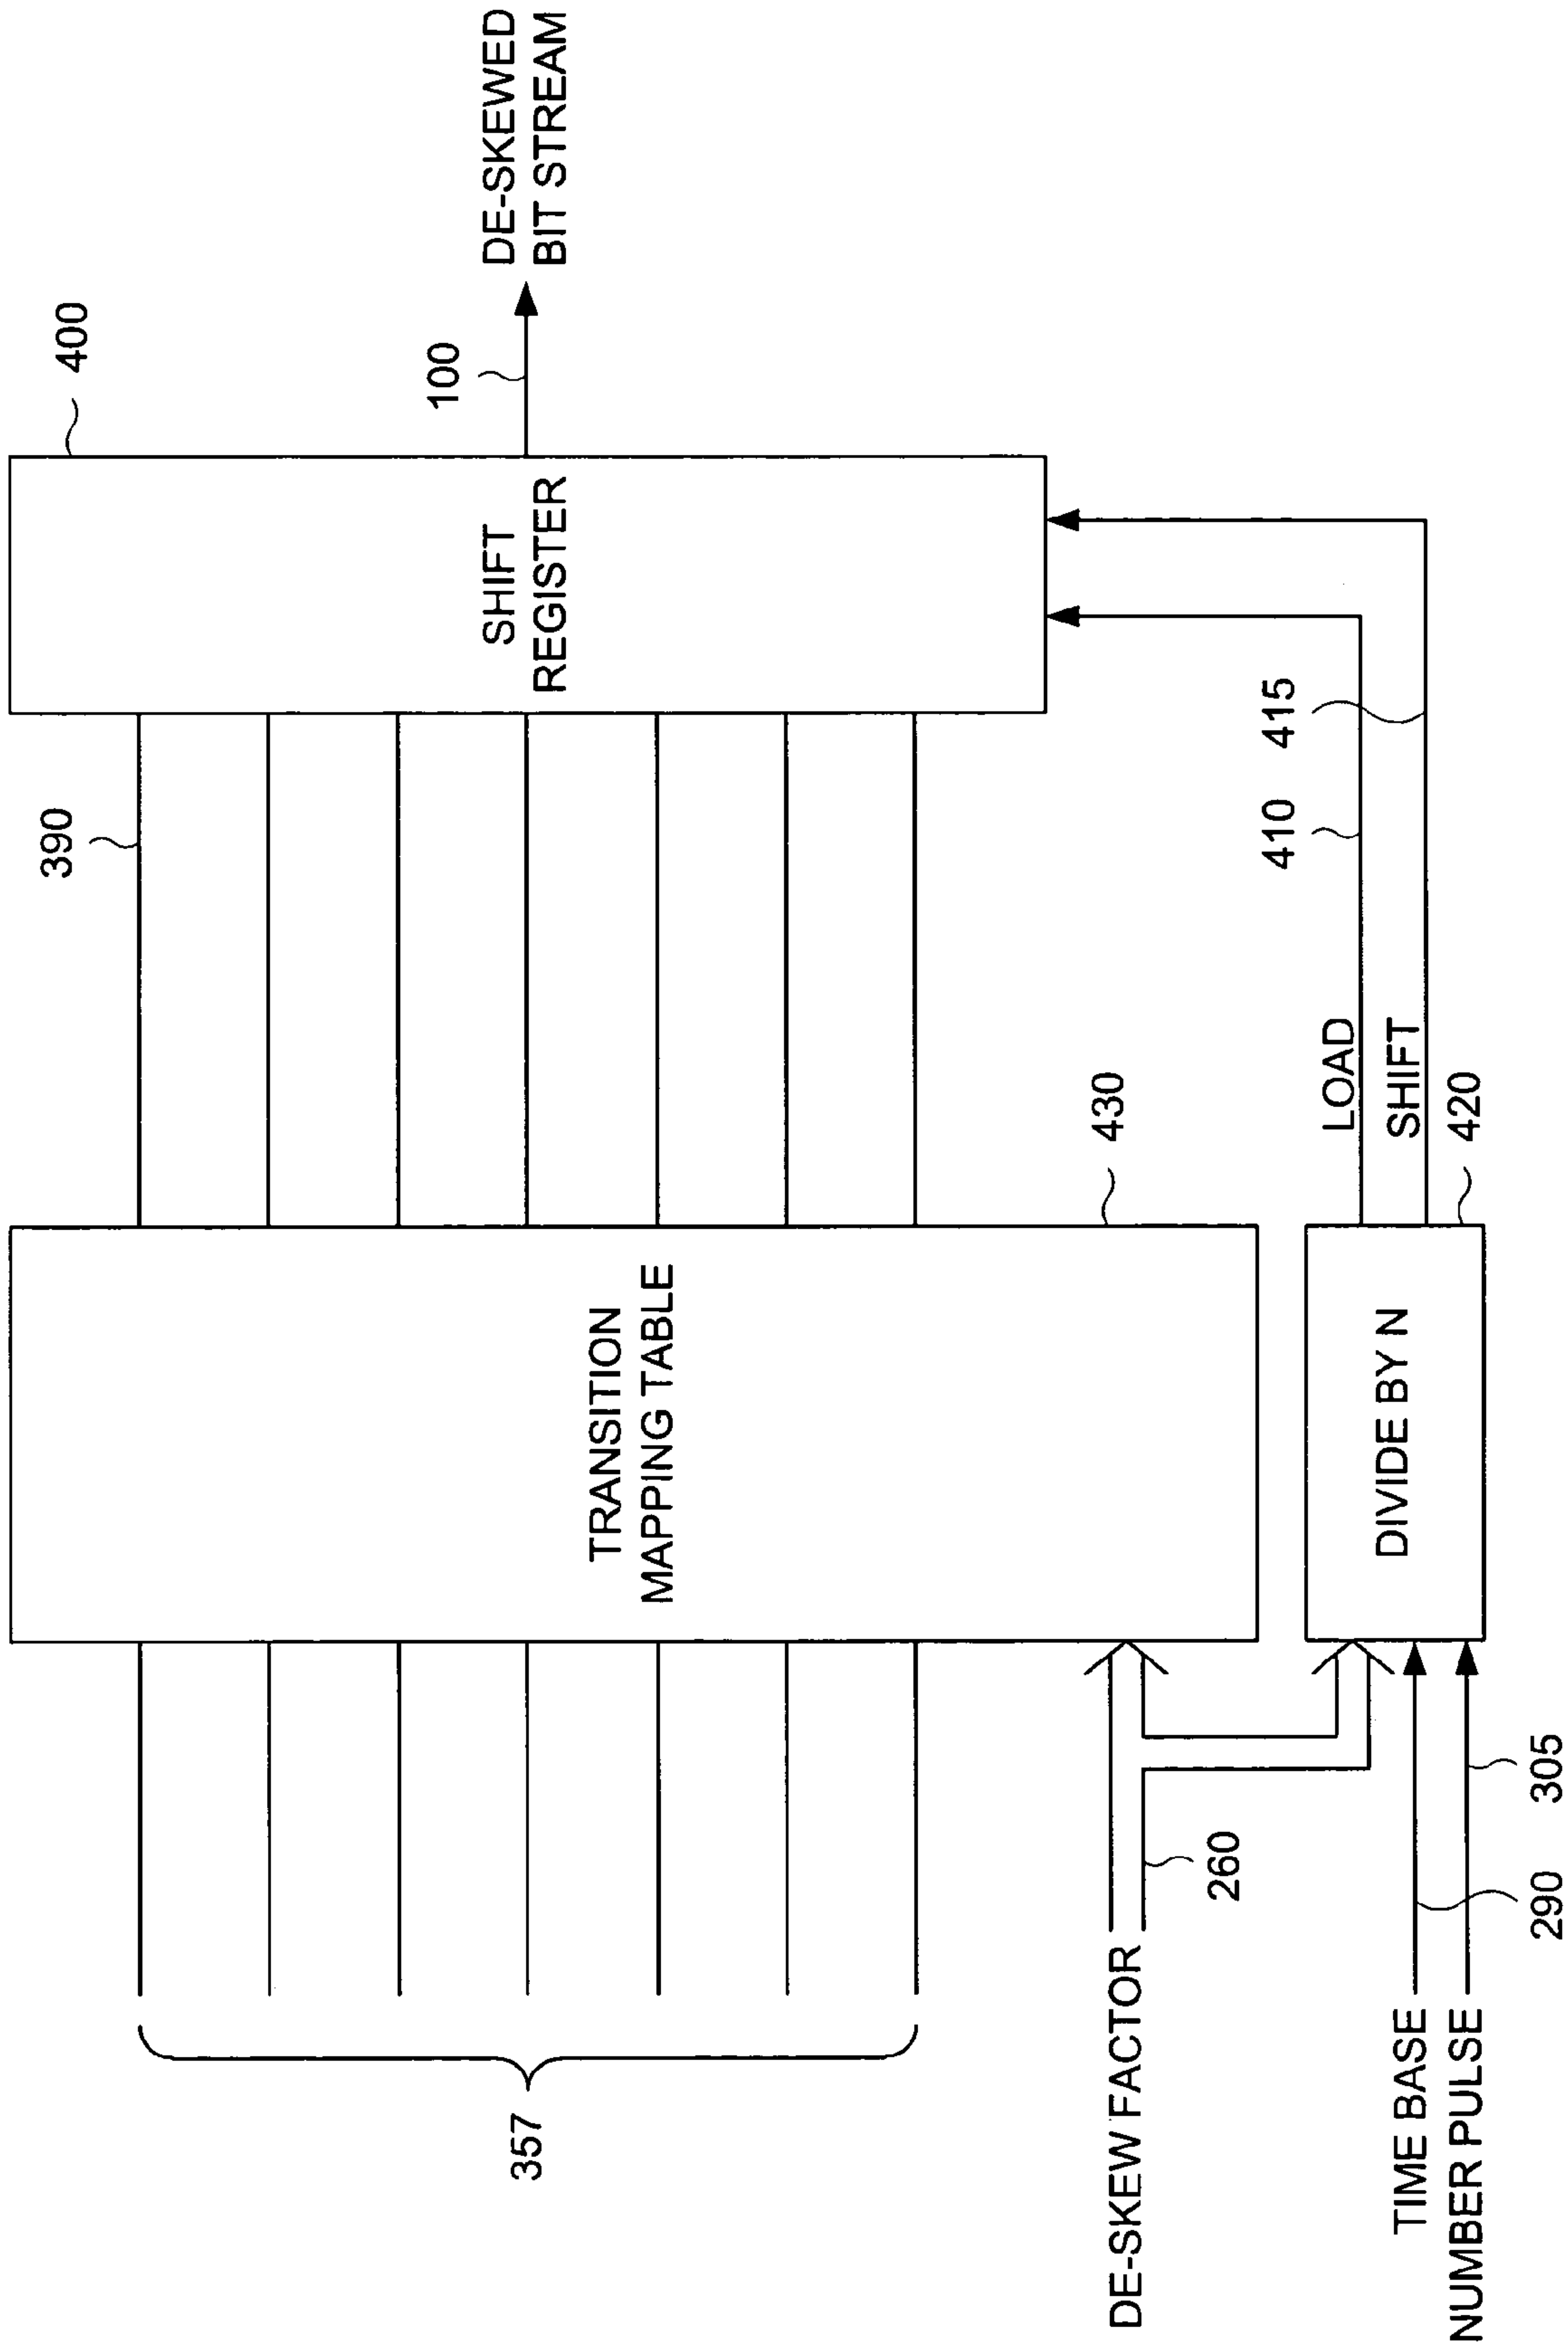 400
100
DE-SKEWED
BIT STREAM
SHIFT
REGISTER
390
415
410
LOAD
SHIFT
420
430
TRANSITION
MAPPING TABLE
DIVIDE BY N
357
260
DE-SKEW FACTOR
305
290
TIME BASE
NUMBER PULSE